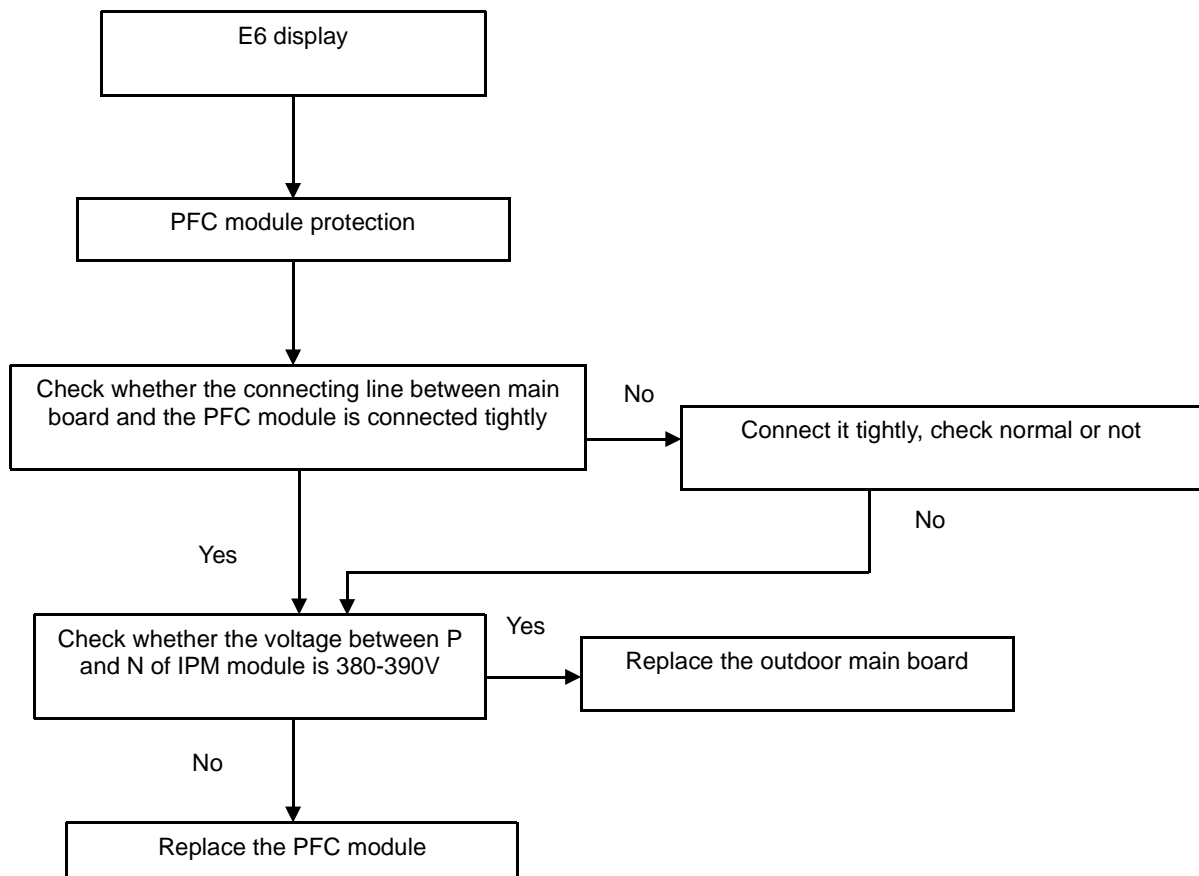 E6 display
PFC module protection
Check whether the connecting line between main
board and the PFC module is connected tightly
No
Connect it tightly, check normal or not
No
Yes
Check whether the voltage between P
and N of IPM module is 380-390V
Yes
Replace the outdoor main board
No
Replace the PFC module